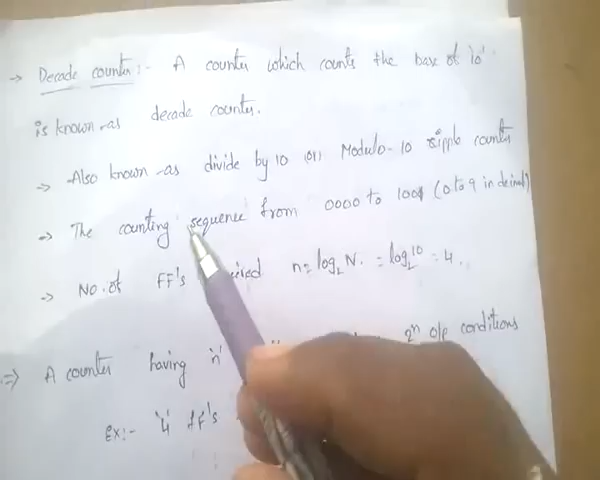 → Decade counter :- A counter which counts the base of '10'
is known as decade counter.
→ Also known as divide by 10 (or) Modulo-10 ripple counter
→ The counting sequence from 0000 to 1001 (0 to 9 in decimal)
→ No. of FF's n = log₂ N. = log₂ 10 = 4 .
⇒ A counter having 'n' 2ⁿ o/p conditions
Ex:- '4' FF's